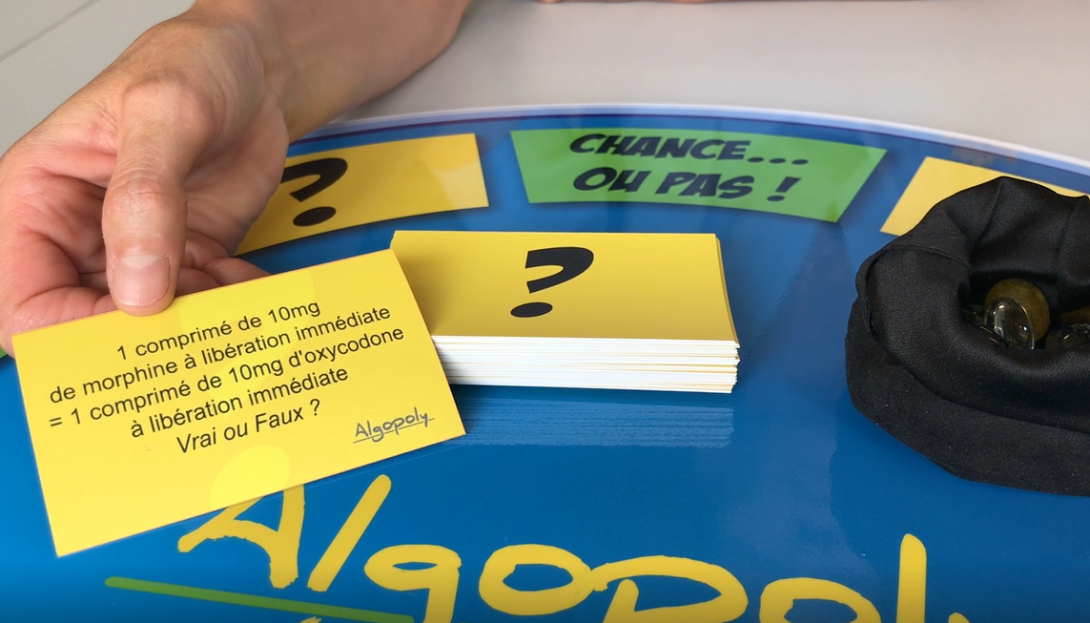 ?
CHANCE...
OU PAS !
?
1 comprimé de 10mg
de morphine à libération immédiate
= 1 comprimé de 10mg d'oxycodone
à libération immédiate
Vrai ou Faux ?
Algopoly
Algopoly